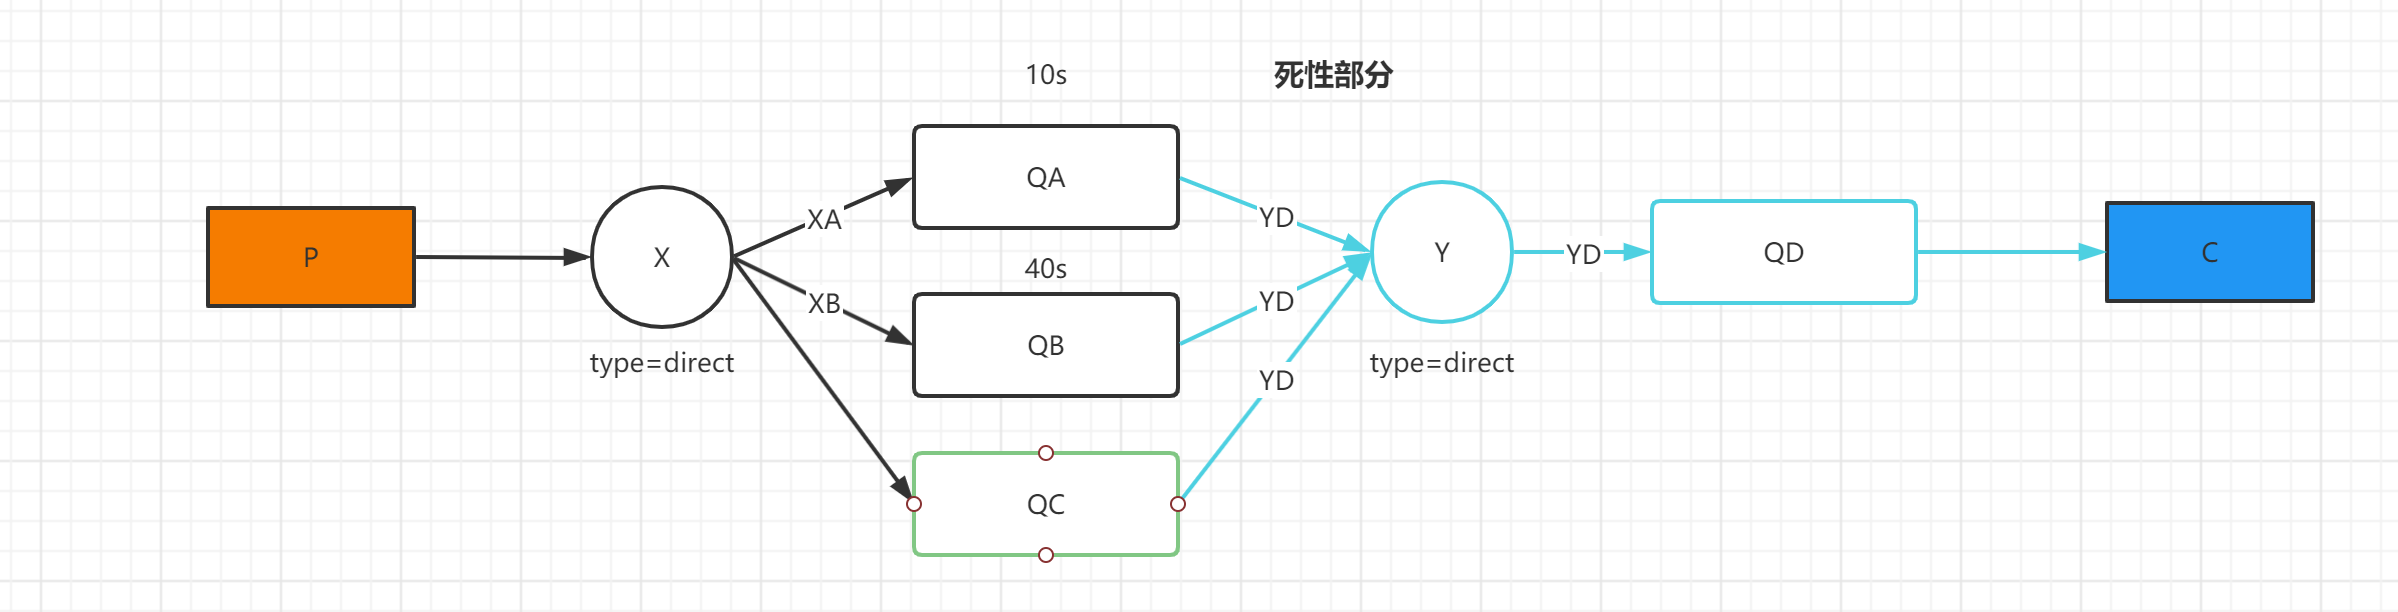 10s
死性部分
QA
XA
YD
P
X
Y
YD
QD
C
40s
XB
YD
QB
type=direct
type=direct
YD
QC